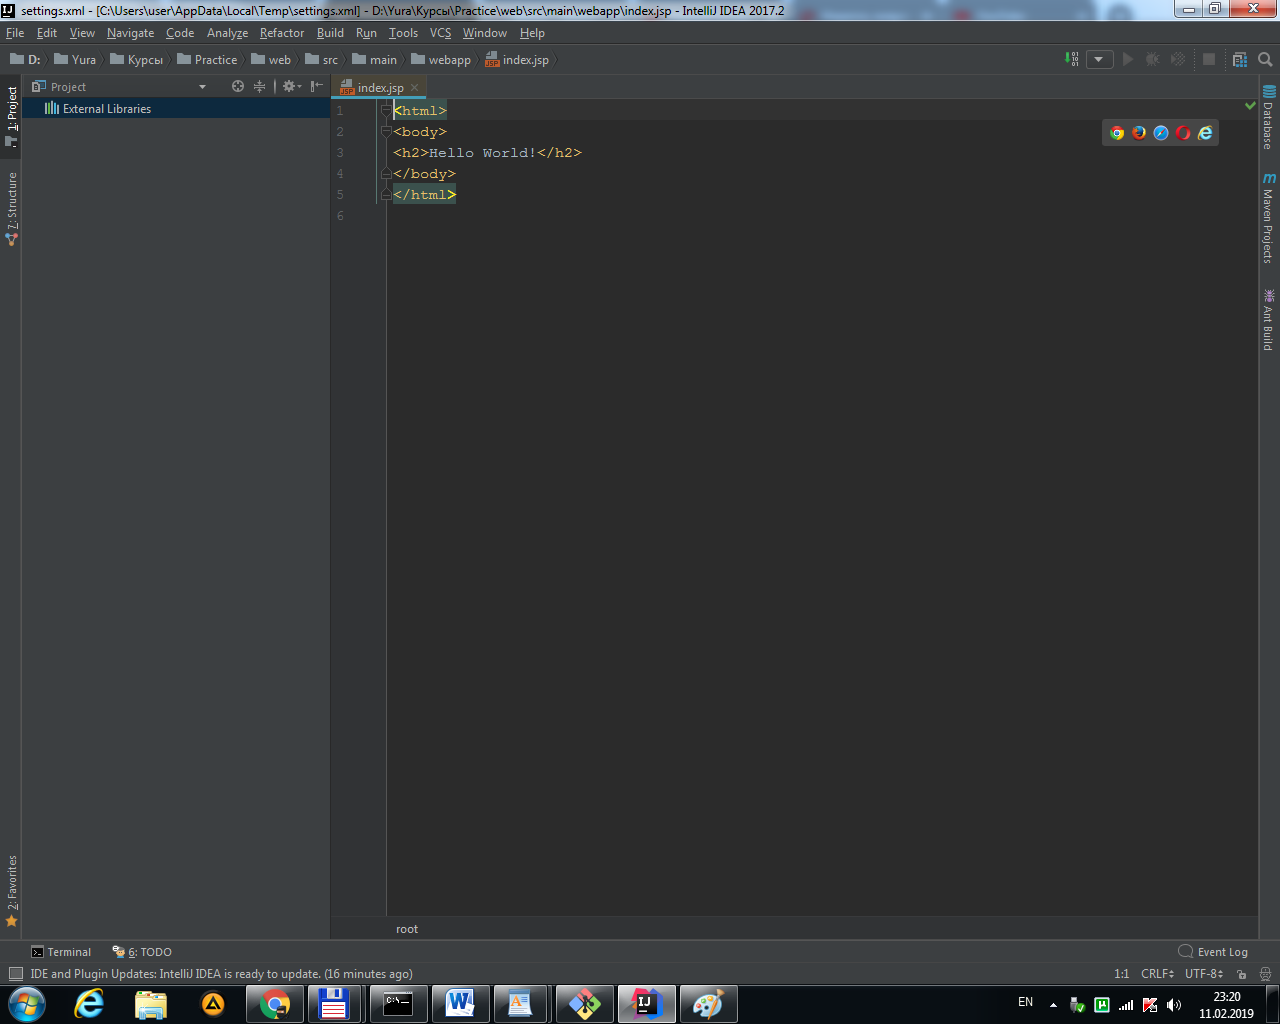 settings.xml - [C:\Users\user\AppData\Local\Temp\settings.xml] - D:\Yura\Курсы\Practice\web\src\main\webapp\index.jsp - IntelliJ IDEA 2017.2
File Edit View Navigate Code Analyze Refactor Build Run Tools VCS Window Help
D: Yura Курсы Practice web src main webapp index.jsp
Project
index.jsp
External Libraries
1: Project
7: Structure
2: Favorites
1 <html>
2 <body>
3 <h2>Hello World!</h2>
4 </body>
5 </html>
6
Database
Maven Projects
Ant Build
root
Terminal 6: TODO Event Log
IDE and Plugin Updates: IntelliJ IDEA is ready to update. (16 minutes ago) 1:1 CRLF UTF-8
EN 23:20
11.02.2019